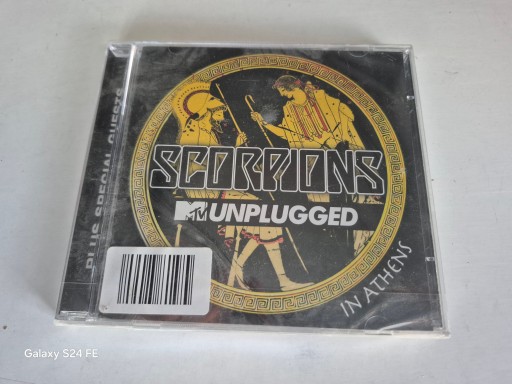 PLUS SPECIAL GUESTS
SCORPIONS
MTV UNPLUGGED
IN ATHENS
Galaxy S24 FE